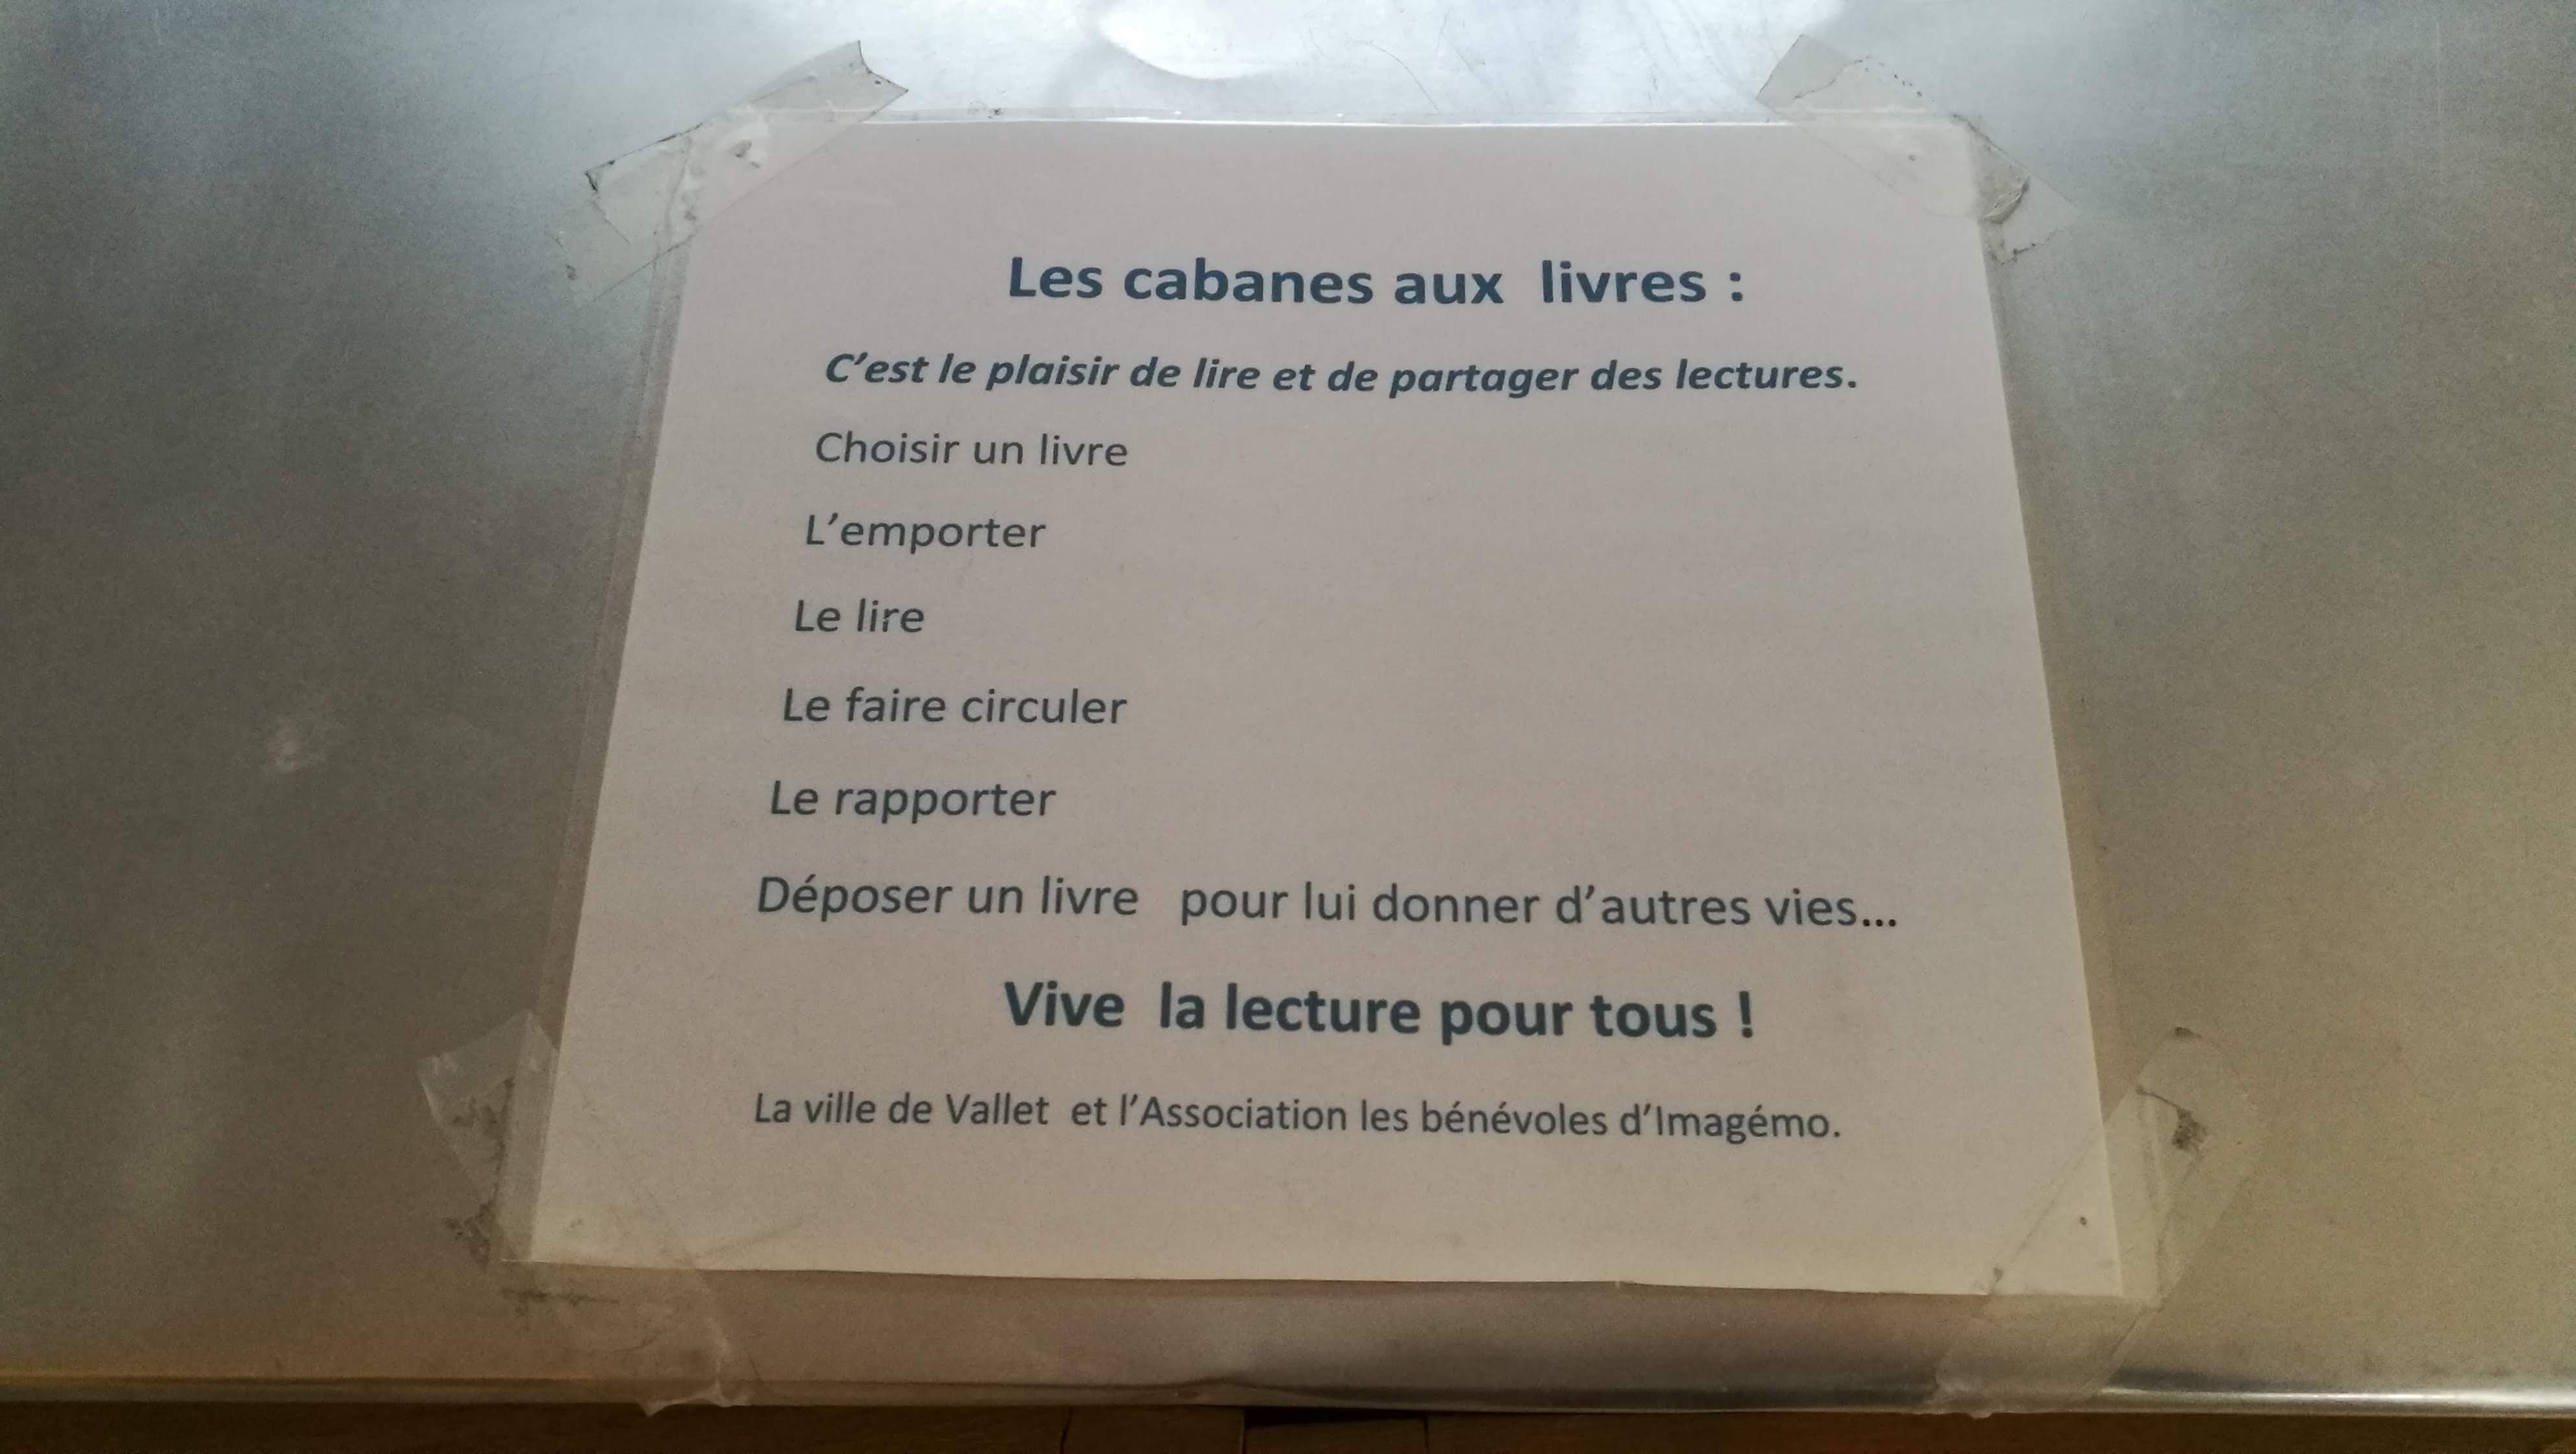 Les cabanes aux livres :
C'est le plaisir de lire et de partager des lectures.
Choisir un livre
L'emporter
Le lire
Le faire circuler
Le rapporter
Déposer un livre pour lui donner d'autres vies...
Vive la lecture pour tous !
La ville de Vallet et l'Association les bénévoles d'Imagémo.